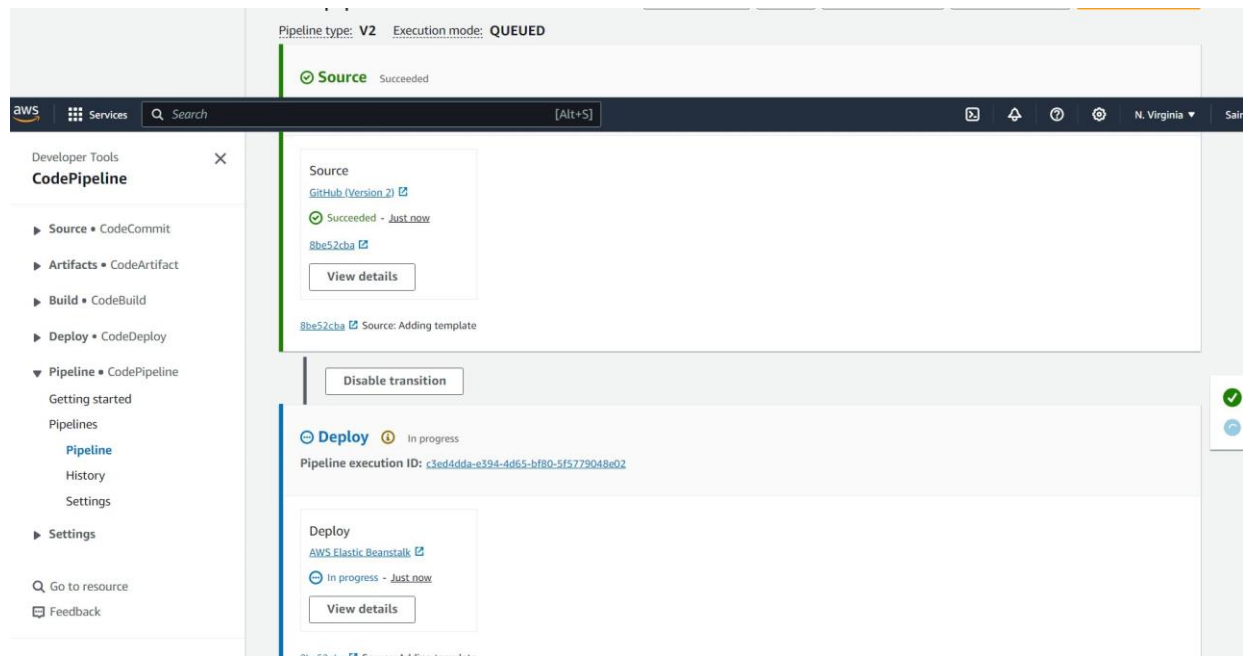 Pipeline type: V2 Execution mode: QUEUED
Source Succeeded
aws Services Search [Alt+S] N. Virginia
Developer Tools
CodePipeline
Source • CodeCommit
Artifacts • CodeArtifact
Build • CodeBuild
Deploy • CodeDeploy
Pipeline • CodePipeline
Getting started
Pipelines
Pipeline
History
Settings
Settings
Go to resource
Feedback
Source
GitHub (Version 2)
Succeeded - Just now
8be52cba
View details
8be52cba Source: Adding template
Disable transition
Deploy In progress
Pipeline execution ID: c3ed4dda-e394-4d65-bf80-5f5779048e02
Deploy
AWS Elastic Beanstalk
In progress - Just now
View details